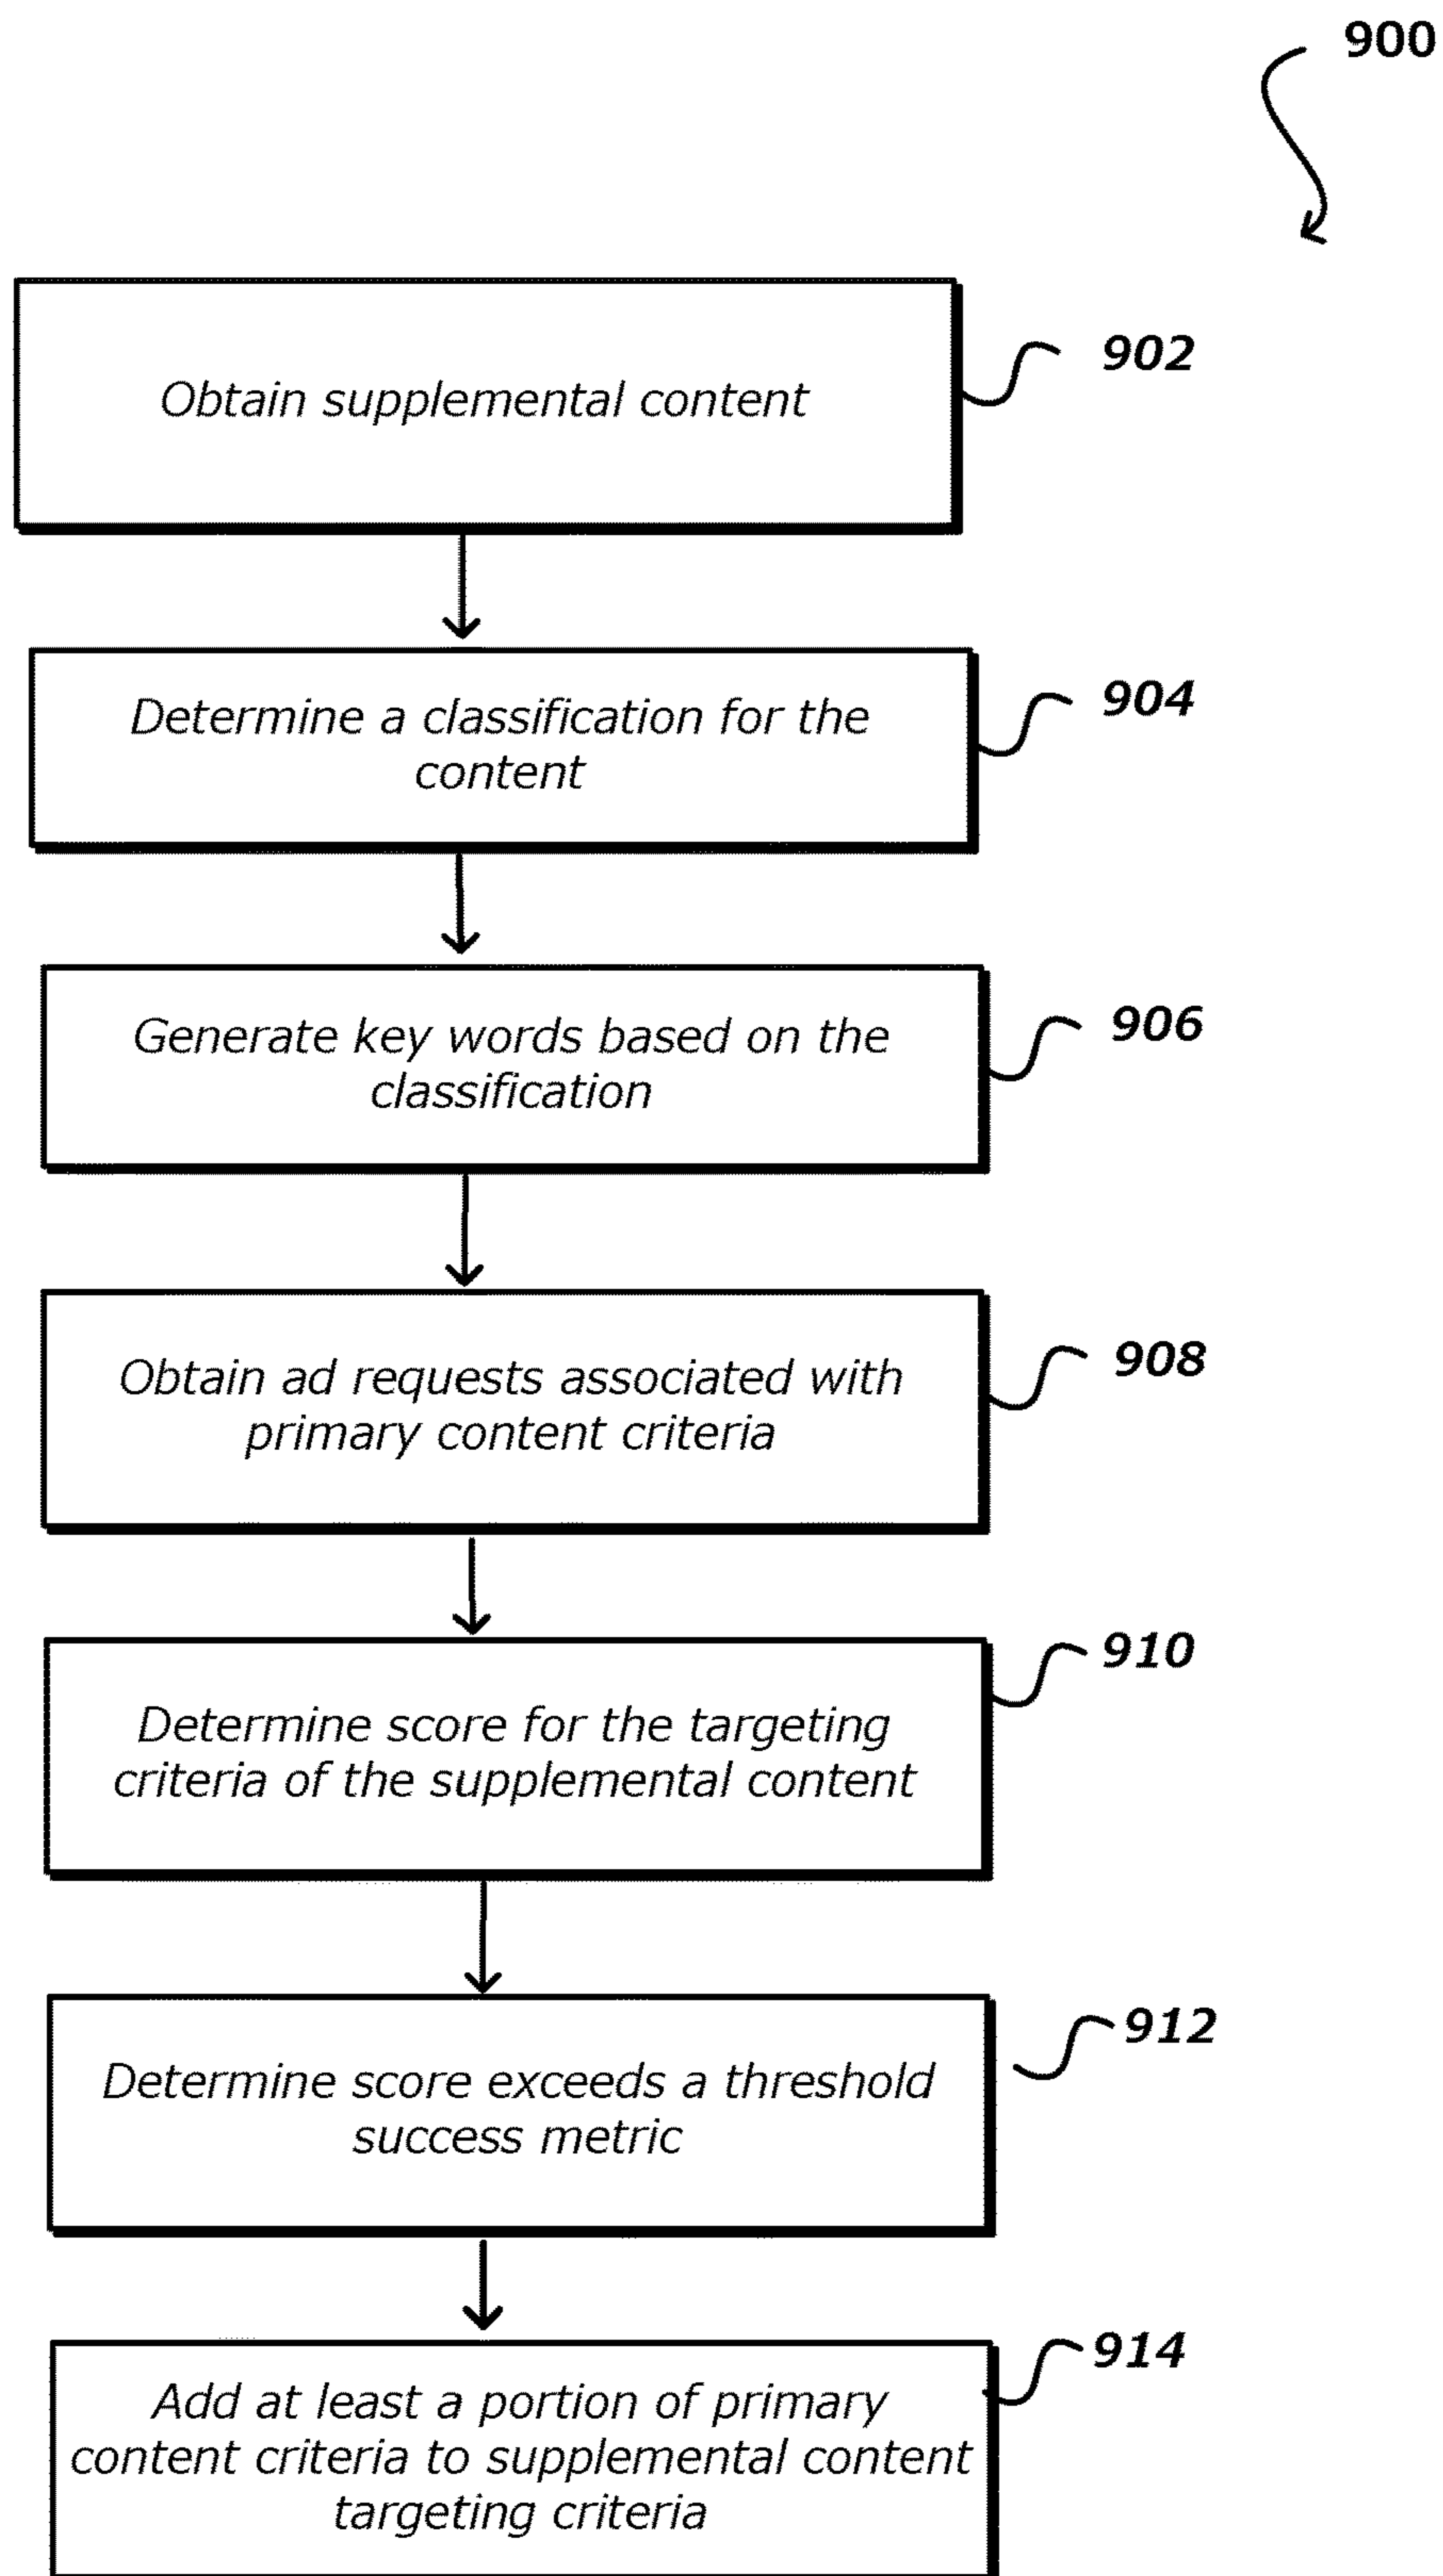 900
Obtain supplemental content
902
Determine a classification for the
content
904
Generate key words based on the
classification
906
Obtain ad requests associated with
primary content criteria
908
Determine score for the targeting
criteria of the supplemental content
910
Determine score exceeds a threshold
success metric
912
Add at least a portion of primary
content criteria to supplemental content
targeting criteria
914